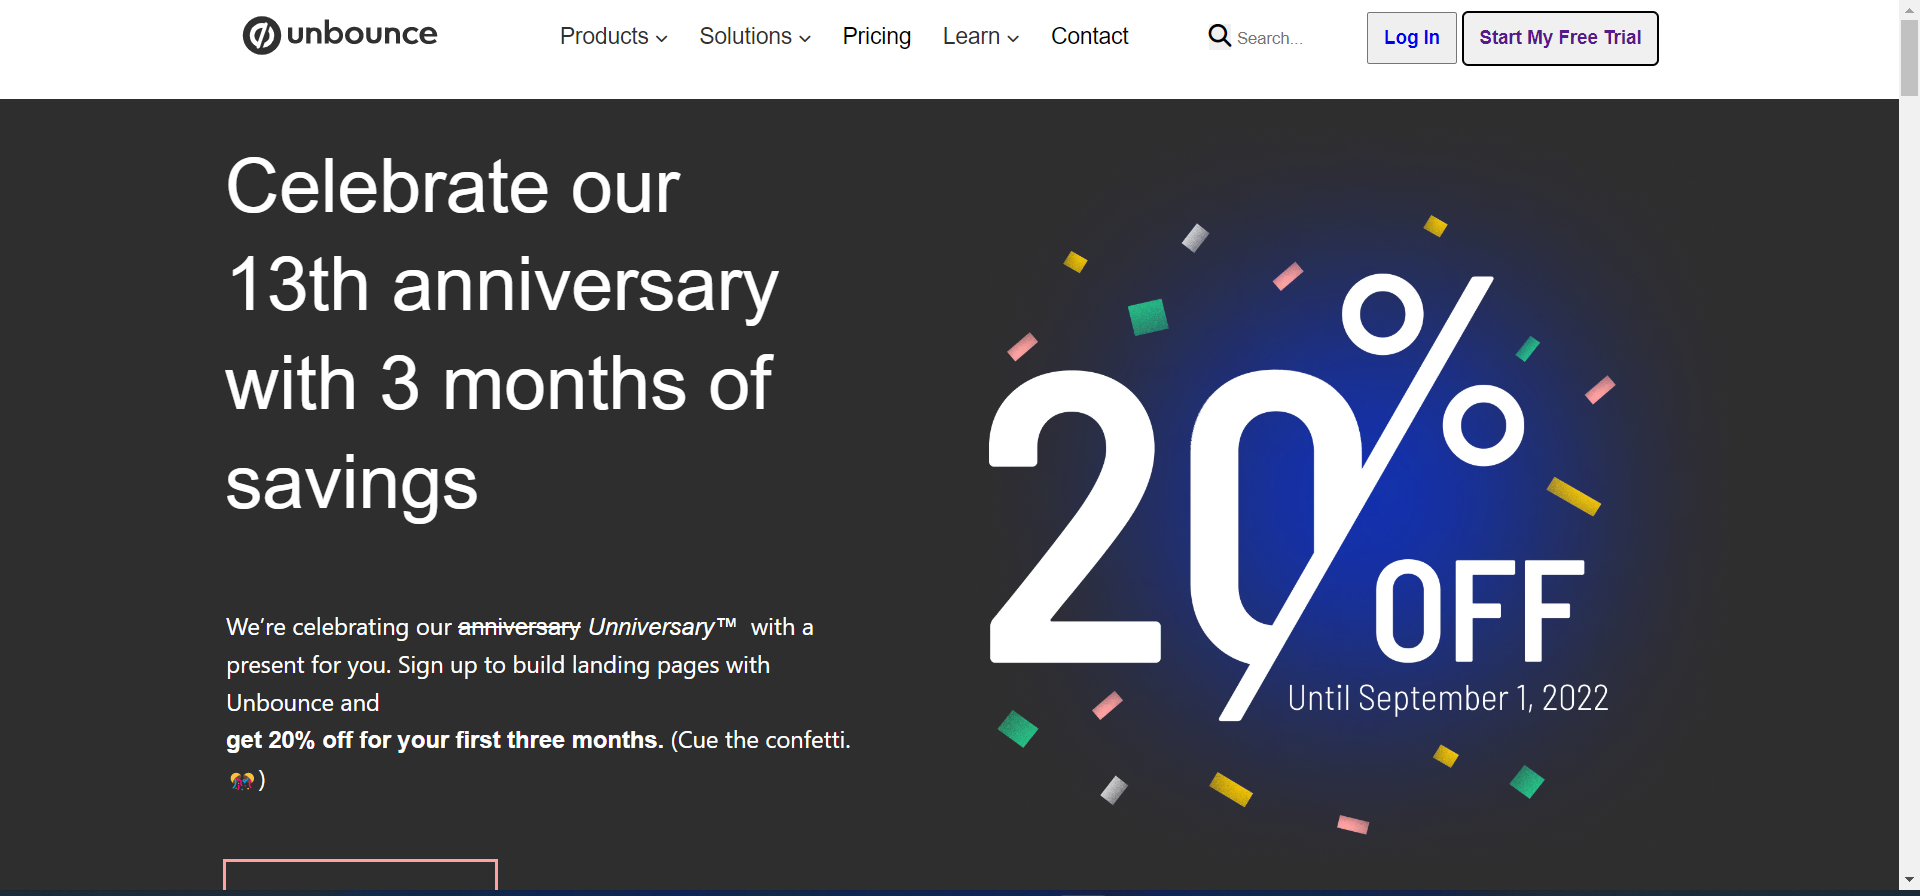 unbounce
Products Solutions Pricing Learn Contact Search... Log In Start My Free Trial
Celebrate our
13th anniversary
with 3 months of
savings
We're celebrating our anniversary Unniversary™ with a
present for you. Sign up to build landing pages with
Unbounce and
get 20% off for your first three months. (Cue the confetti.
🎊)
20%
OFF
Until September 1, 2022